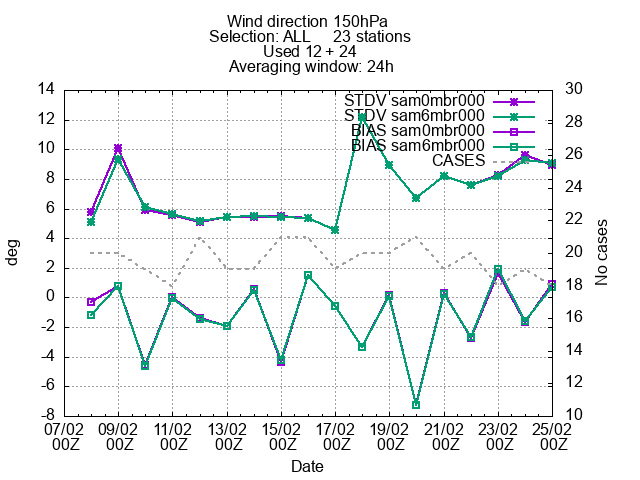 Wind direction 150hPa
Selection: ALL 23 stations
Used 12 + 24
Averaging window: 24h
STDV sam0mbr000
STDV sam6mbr000
BIAS sam0mbr000
BIAS sam6mbr000
CASES
14
12
10
8
6
4
2
0
-2
-4
-6
-8
deg
30
28
26
24
22
20
18
16
14
12
10
No cases
07/02 09/02 11/02 13/02 15/02 17/02 19/02 21/02 23/02 25/02
00Z 00Z 00Z 00Z 00Z 00Z 00Z 00Z 00Z 00Z
Date